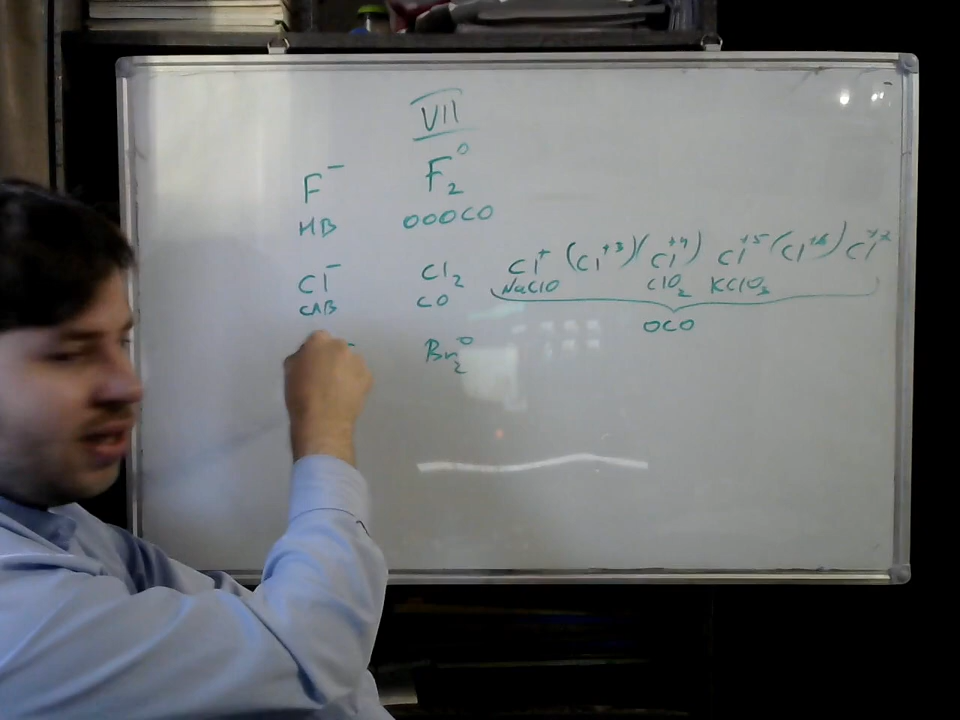 VII
F⁻ F₂⁰
НВ ОООСО
Cl⁻ Cl₂ Cl⁺ (Cl⁺³) (Cl⁺⁴) Cl⁺⁵ (Cl⁺⁶) Cl⁺⁷
САВ СО NaClO ClO₂ KClO₃
ОСО
⁻ Br₂⁰